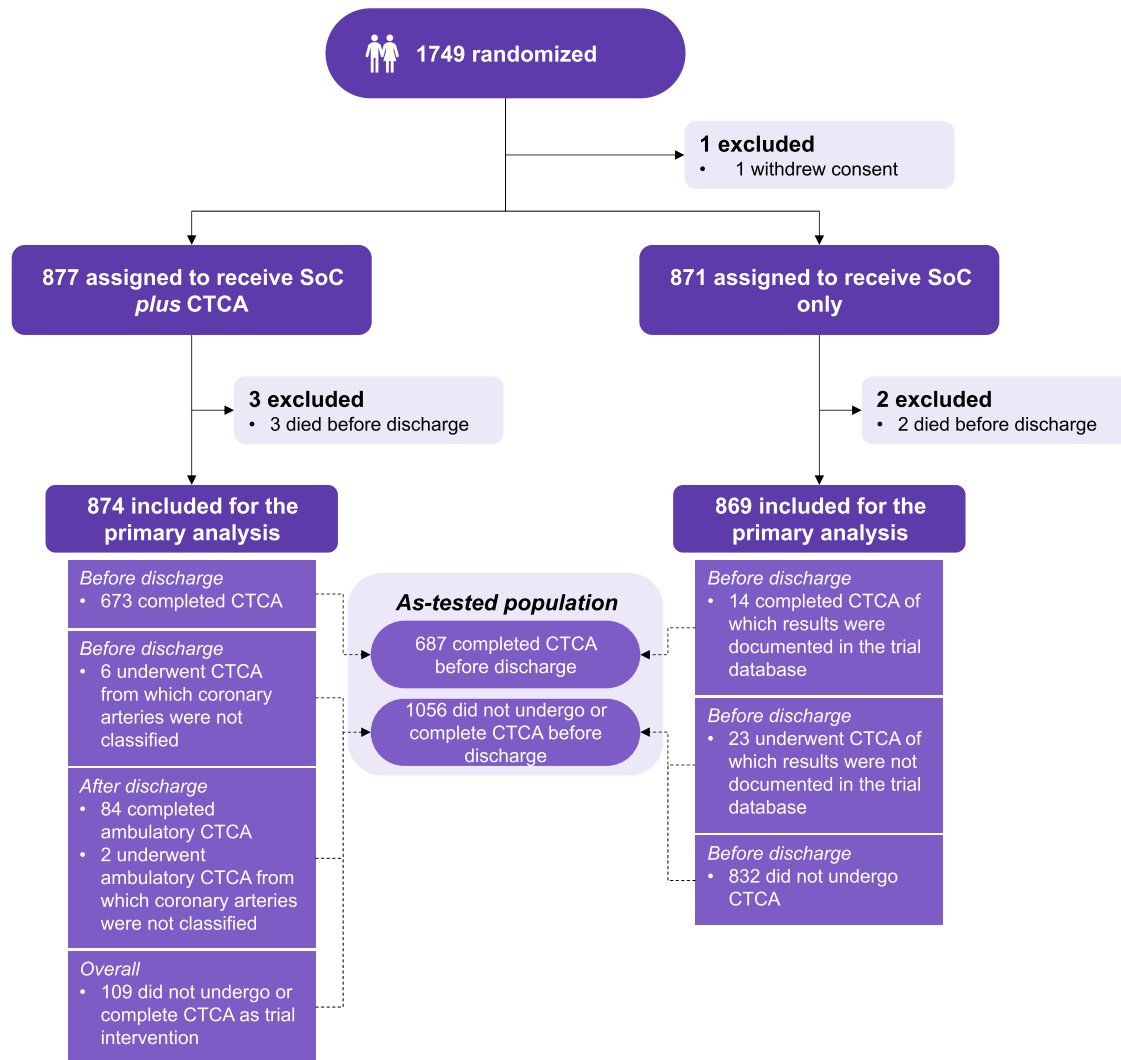 1749 randomized
1 excluded
• 1 withdrew consent
877 assigned to receive SoC
plus CTCA
871 assigned to receive SoC
only
3 excluded
• 3 died before discharge
2 excluded
• 2 died before discharge
874 included for the
primary analysis
869 included for the
primary analysis
Before discharge
• 673 completed CTCA
Before discharge
• 6 underwent CTCA
from which coronary
arteries were not
classified
After discharge
• 84 completed
ambulatory CTCA
• 2 underwent
ambulatory CTCA from
which coronary arteries
were not classified
Overall
• 109 did not undergo or
complete CTCA as trial
intervention
As-tested population
687 completed CTCA
before discharge
1056 did not undergo or
complete CTCA before
discharge
Before discharge
• 14 completed CTCA of
which results were
documented in the trial
database
Before discharge
• 23 underwent CTCA of
which results were not
documented in the trial
database
Before discharge
• 832 did not undergo
CTCA